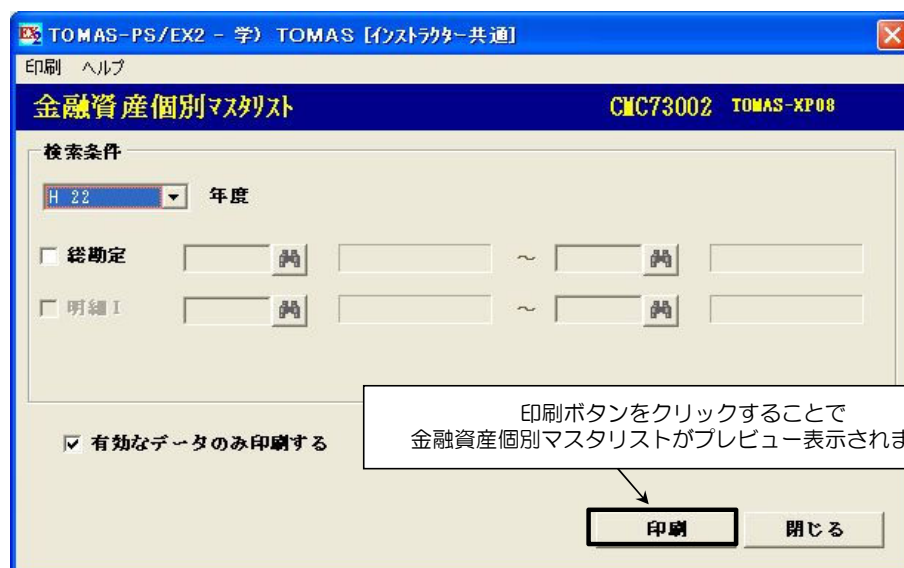 TOMAS-PS/EX2 - 学) TOMAS [インストラクター共通]
印刷 ヘルプ
金融資産個別マスタリスト CMC73002 TOMAS-XP08
検索条件
H 22 年度
総勘定 ～
明細I ～
印刷ボタンをクリックすることで
金融資産個別マスタリストがプレビュー表示されま
有効なデータのみ印刷する
印刷 閉じる